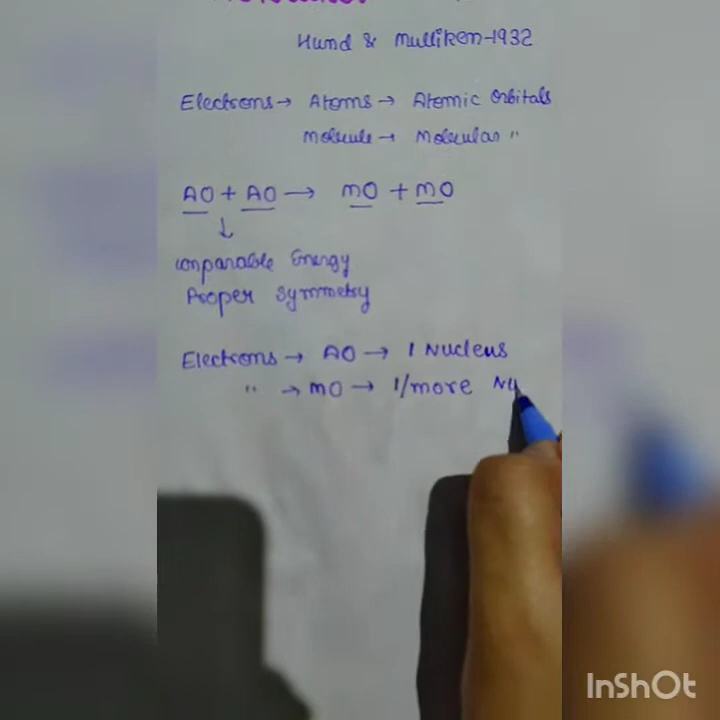 Hund & Mulliken-1932
Electrons → Atoms → Atomic Orbitals
Molecule → Molecular "
AO + AO → MO + MO
↓
Comparable Energy
Proper Symmetry
Electrons → AO → 1 Nucleus
" → MO → 1/more Nu
InShOt